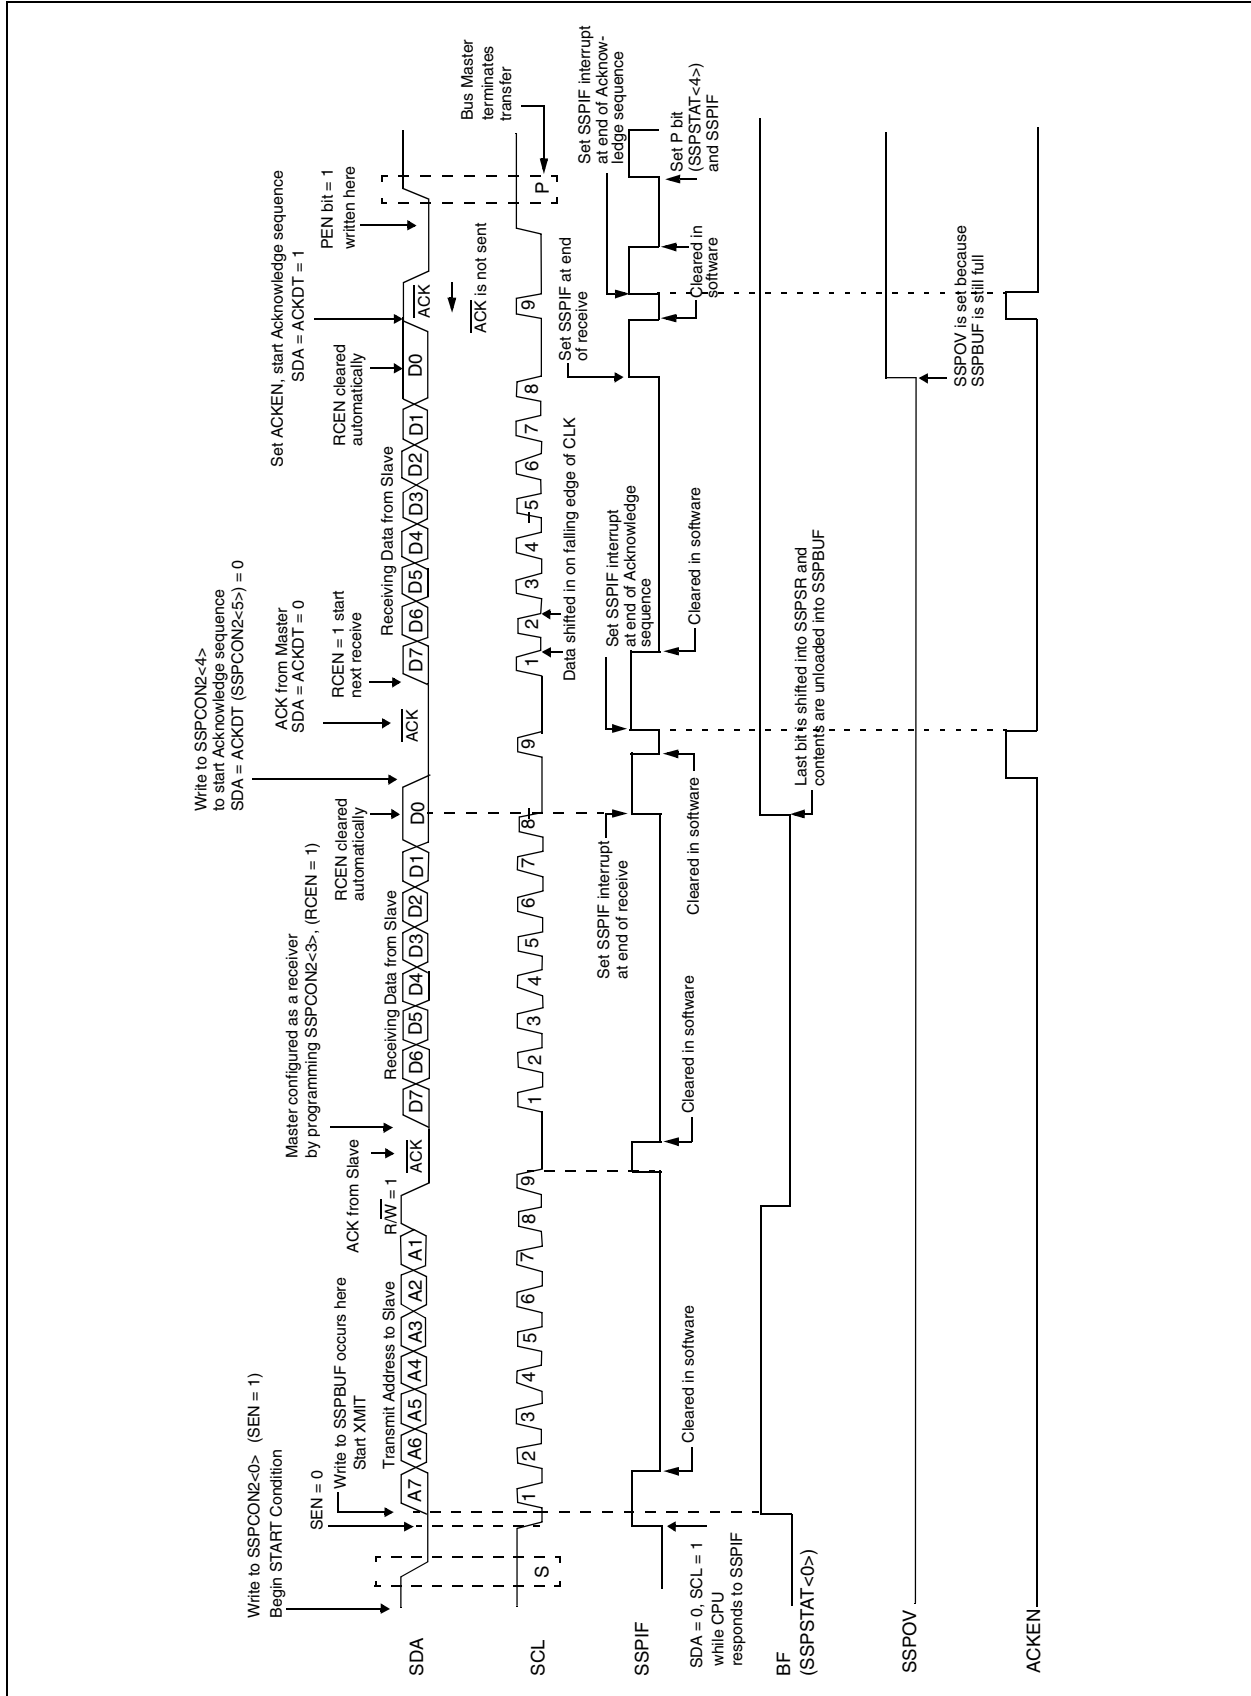 Write to SSPCON2<0> (SEN = 1)
Begin START Condition
SEN = 0
Write to SSPBUF occurs here
Start XMIT
Transmit Address to Slave
ACK from Slave
Master configured as a receiver
by programming SSPCON2<3>, (RCEN = 1)
Receiving Data from Slave
RCEN cleared
automatically
Write to SSPCON2<4>
to start Acknowledge sequence
SDA = ACKDT (SSPCON2<5>) = 0
ACK from Master
SDA = ACKDT = 0
RCEN = 1 start
next receive
Receiving Data from Slave
RCEN cleared
automatically
Set ACKEN, start Acknowledge sequence
SDA = ACKDT = 1
PEN bit = 1
written here
SDA
A7 A6 A5 A4 A3 A2 A1
R/W = 1
ACK
D7 D6 D5 D4 D3 D2 D1 D0
ACK
D7 D6 D5 D4 D3 D2 D1 D0
ACK
ACK is not sent
Bus Master
terminates
transfer
SCL
S
1 2 3 4 5 6 7 8 9
1 2 3 4 5 6 7 8
9
1 2 3 4 5 6 7 8
9
P
Data shifted in on falling edge of CLK
Set SSPIF interrupt
at end of receive
Set SSPIF interrupt
at end of Acknowledge
sequence
Set SSPIF at end
of receive
Set SSPIF interrupt
at end of Acknow-
ledge sequence
SSPIF
SDA = 0, SCL = 1
while CPU
responds to SSPIF
Cleared in software
Cleared in software
Cleared in software
Cleared in software
Cleared in
software
Set P bit
(SSPSTAT<4>)
and SSPIF
BF
(SSPSTAT<0>)
Last bit is shifted into SSPSR and
contents are unloaded into SSPBUF
SSPOV
SSPOV is set because
SSPBUF is still full
ACKEN